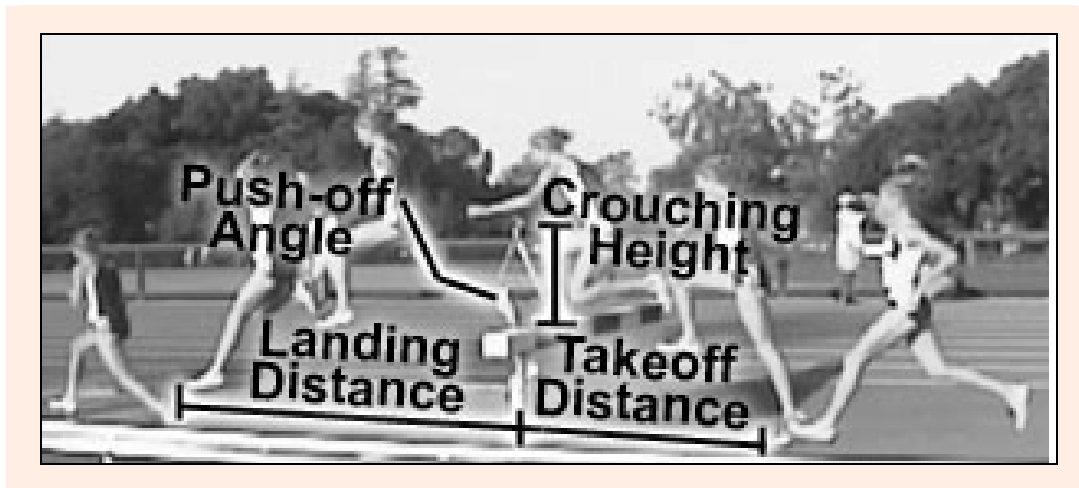 Push-off
Angle
Crouching
Height
Landing
Distance
Takeoff
Distance